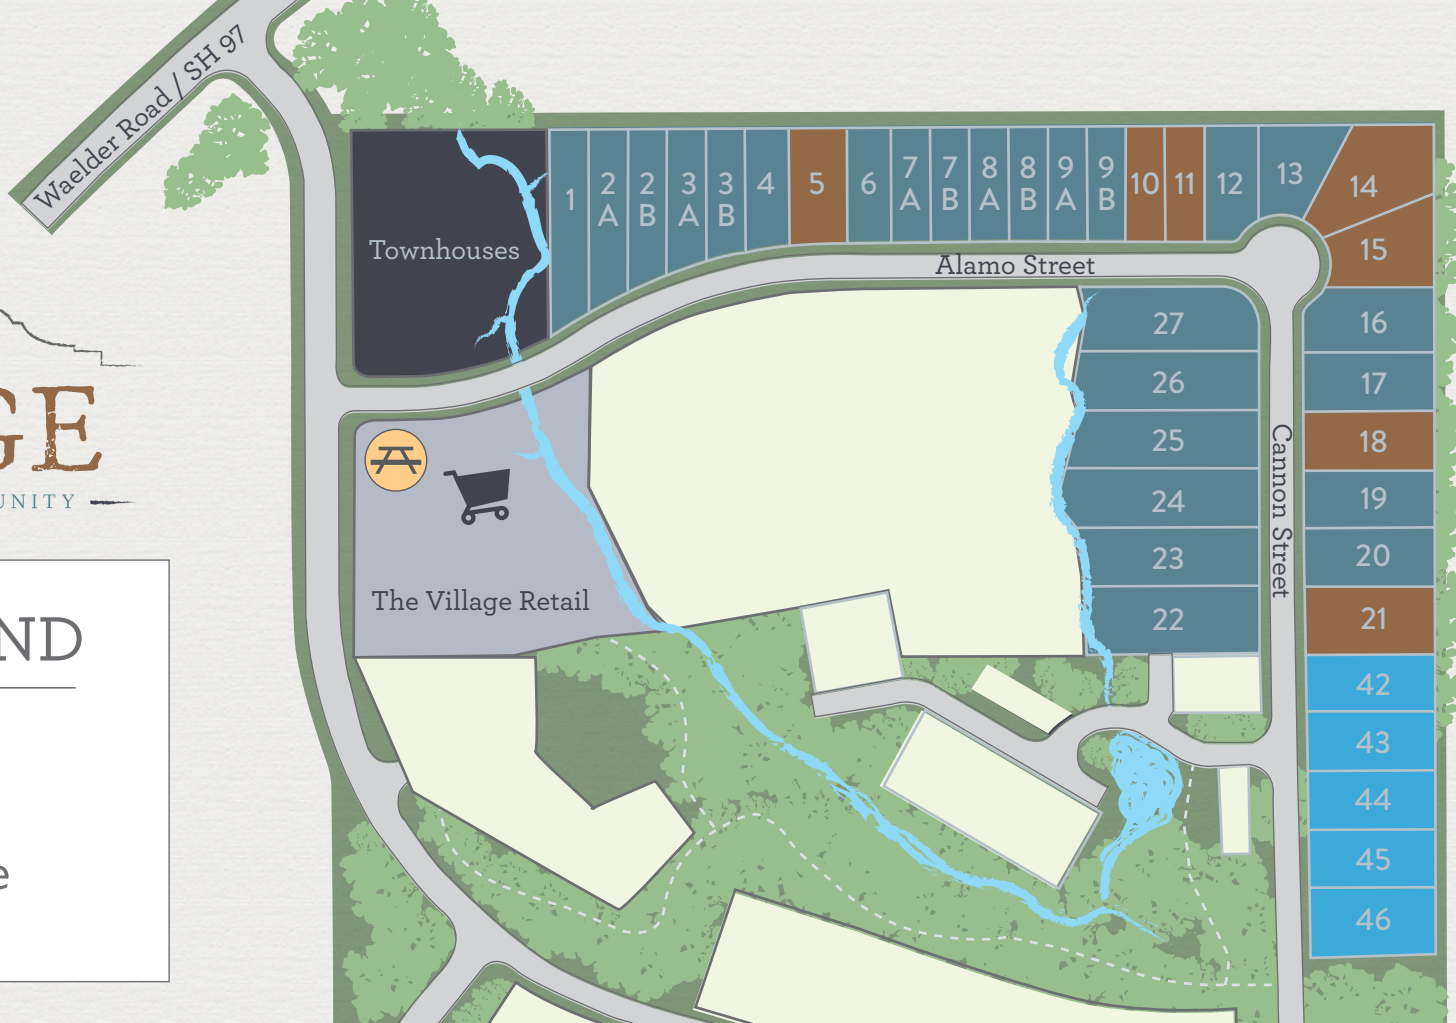 Waelder Road / SH 97
Townhouses
1
2
A
2
B
3
A
3
B
4
5
6
7
A
7
B
8
A
8
B
9
A
9
B
10
11
12
13
14
15
Alamo Street
27
26
25
24
23
22
Cannon Street
16
17
18
19
20
21
42
43
44
45
46
GE
UNITY
The Village Retail
ND
e